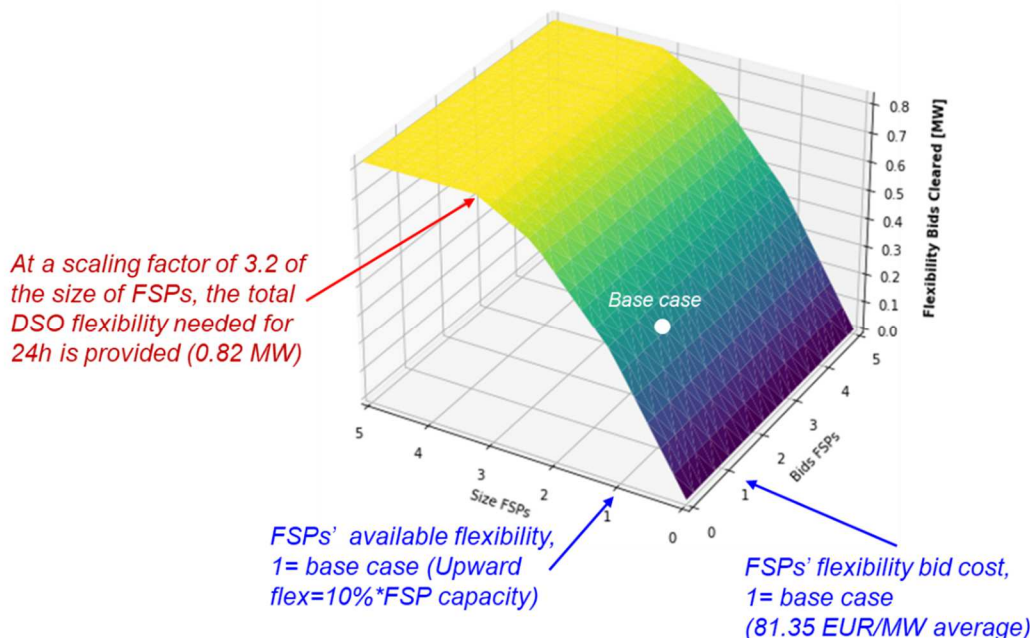 0.8
0.7
0.6
0.5
0.4
0.3
0.2
0.1
0.0
Flexibility Bids Cleared [MW]
Base case
At a scaling factor of 3.2 of
the size of FSPs, the total
DSO flexibility needed for
24h is provided (0.82 MW)
5
4
3
2
1
0
Size FSPs
0
1
2
3
4
5
Bids FSPs
FSPs’ available flexibility,
1= base case (Upward
flex=10%*FSP capacity)
FSPs’ flexibility bid cost,
1= base case
(81.35 EUR/MW average)